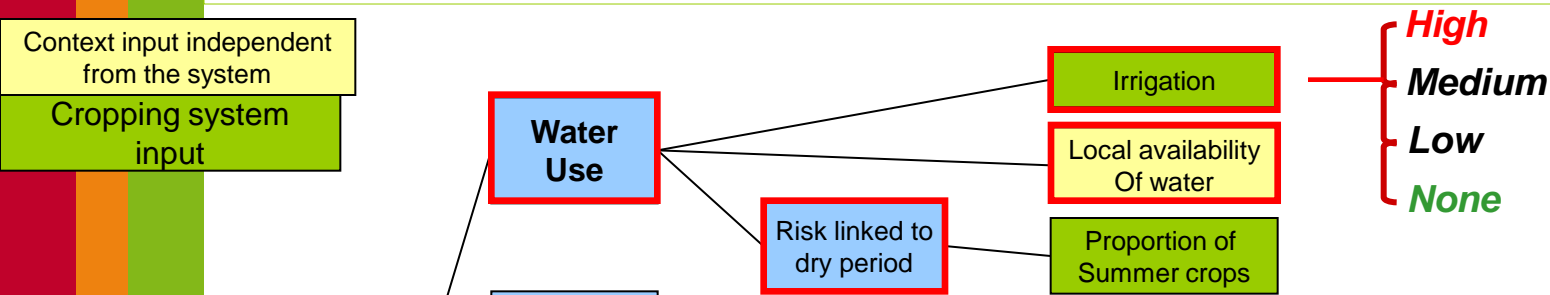 Context input independent
from the system
Cropping system
input
Water
Use
Risk linked to
dry period
Irrigation
Local availability
Of water
Proportion of
Summer crops
High
Medium
Low
None